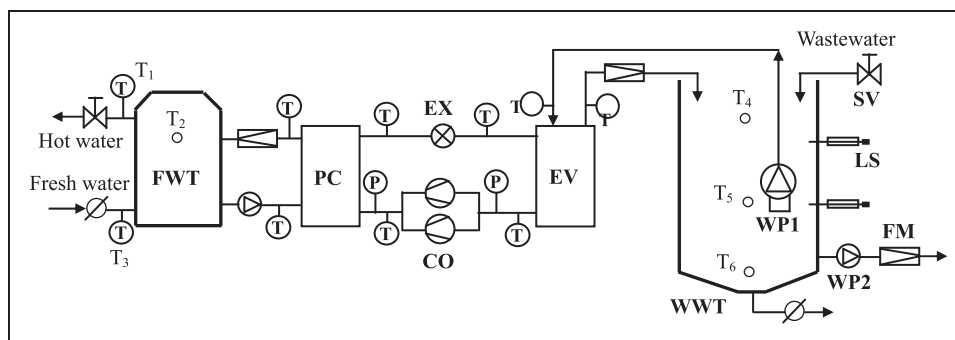 Wastewater
T1
T4
SV
Hot water
T2
T
T
T
EX
T
T
T
LS
Fresh water
FWT
PC
EV
P
P
T5
WP1
T
T3
T
T
T
CO
T6
FM
WP2
WWT